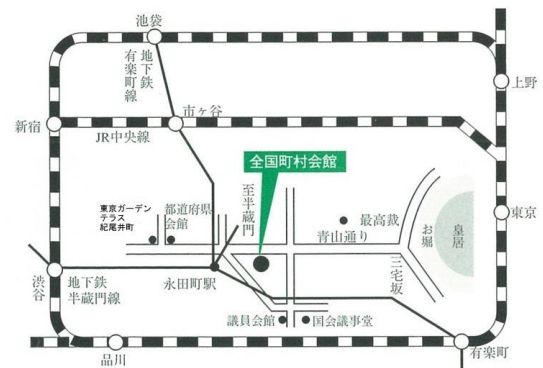 池袋
地下鉄
有楽町線
上野
新宿
市ヶ谷
JR中央線
全国町村会館
至半蔵門
東京ガーデン
テラス
紀尾井町
都道府県
会館
最高裁
青山通り
お堀
皇居
東京
三宅坂
渋谷
地下鉄
半蔵門線
永田町駅
議員会館
国会議事堂
品川
有楽町